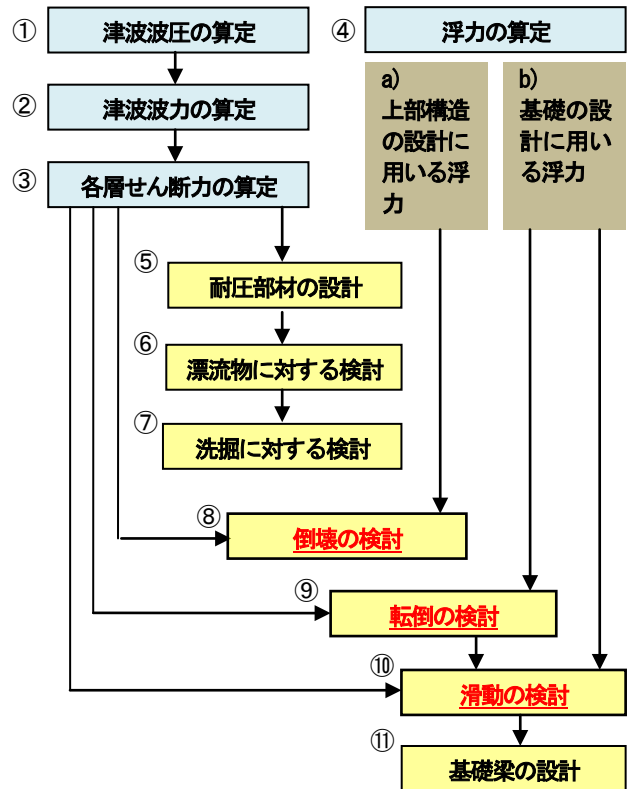 ① 津波波圧の算定
④ 浮力の算定
② 津波波力の算定
a)
上部構造
の設計に
用いる浮
力
b)
基礎の設
計に用い
る浮力
③ 各層せん断力の算定
⑤ 耐圧部材の設計
⑥ 漂流物に対する検討
⑦ 洗掘に対する検討
⑧ 倒壊の検討
⑨ 転倒の検討
⑩ 滑動の検討
⑪ 基礎梁の設計